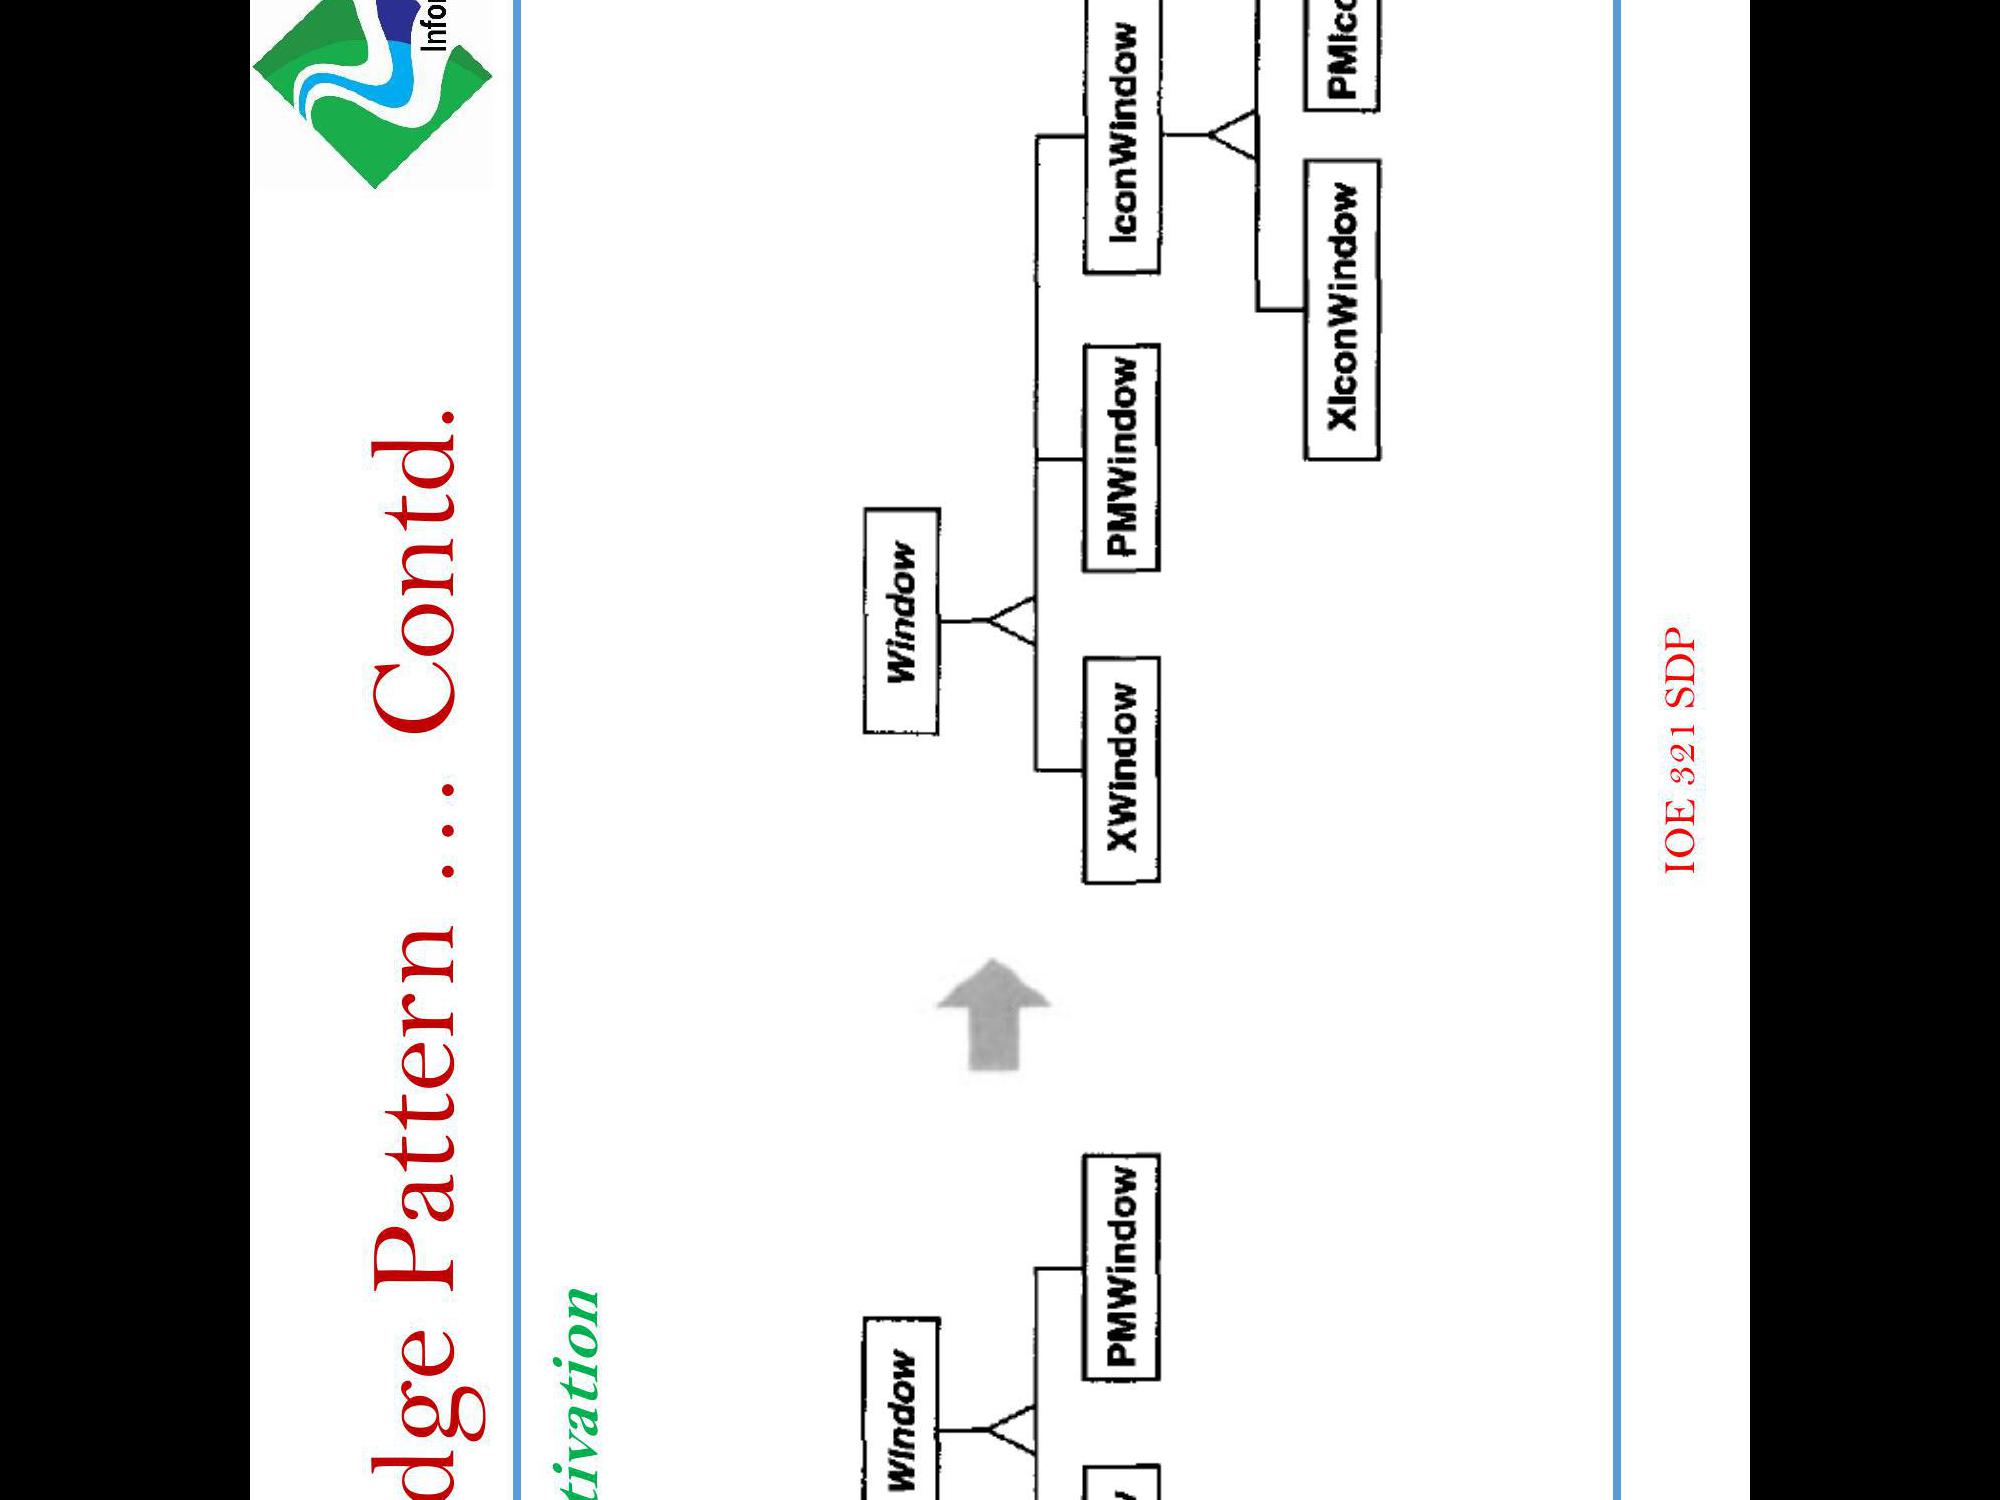 dge Pattern ... Contd.
Infor
tivation
Window
PMWindow
Window
XWindow
PMWindow
IconWindow
XIconWindow
PMIco
IOE 321 SDP